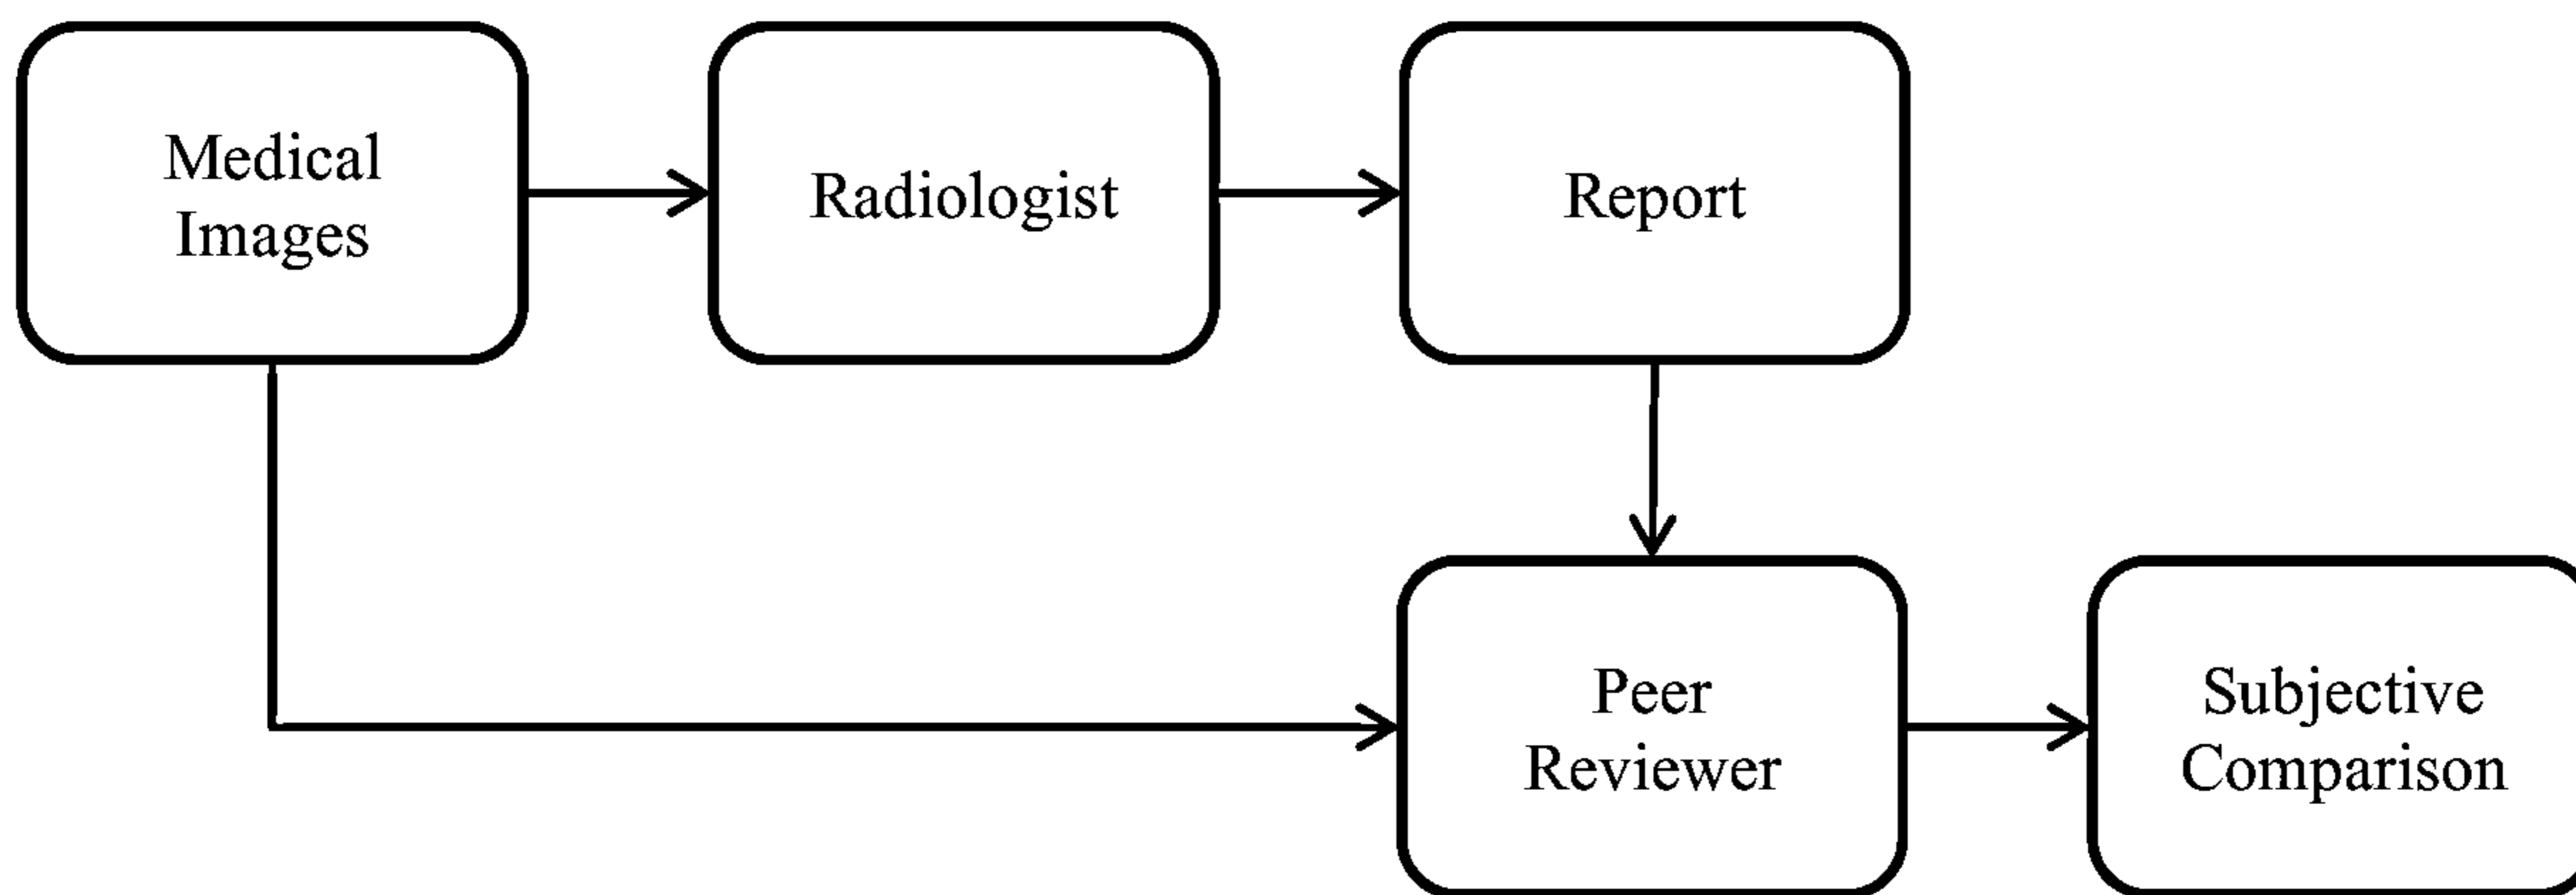 Medical
Images
Radiologist
Report
Peer
Reviewer
Subjective
Comparison